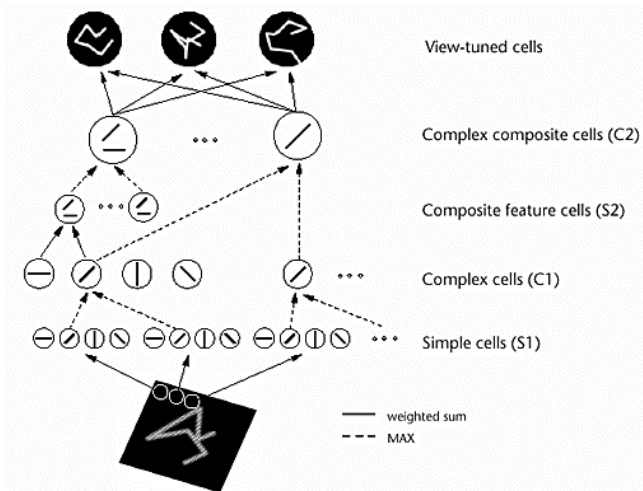 View-tuned cells
Complex composite cells (C2)
Composite feature cells (S2)
Complex cells (C1)
Simple cells (S1)
weighted sum
MAX